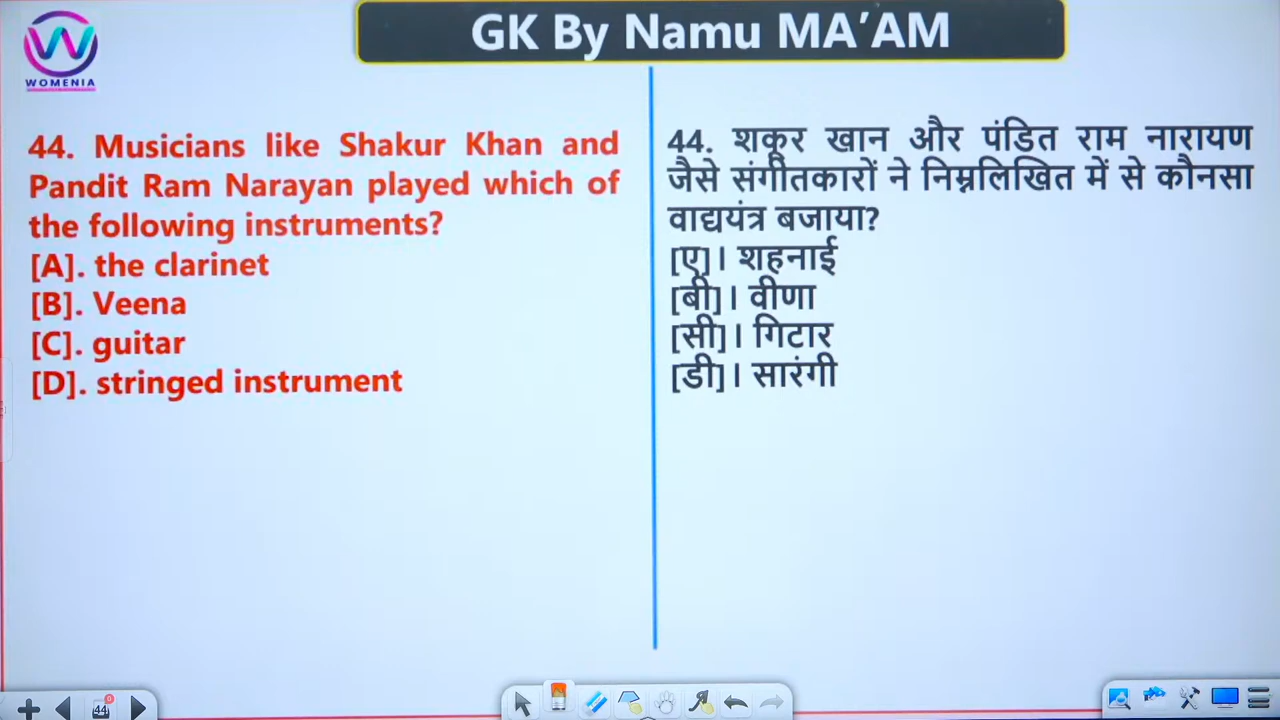 GK By Namu MA’AM
WOMENIA
44. Musicians like Shakur Khan and
Pandit Ram Narayan played which of
the following instruments?
[A]. the clarinet
[B]. Veena
[C]. guitar
[D]. stringed instrument
44. शकूर खान और पंडित राम नारायण
जैसे संगीतकारों ने निम्नलिखित में से कौनसा
वाद्ययंत्र बजाया?
[ए]। शहनाई
[बी]। वीणा
[सी]। गिटार
[डी]। सारंगी
44